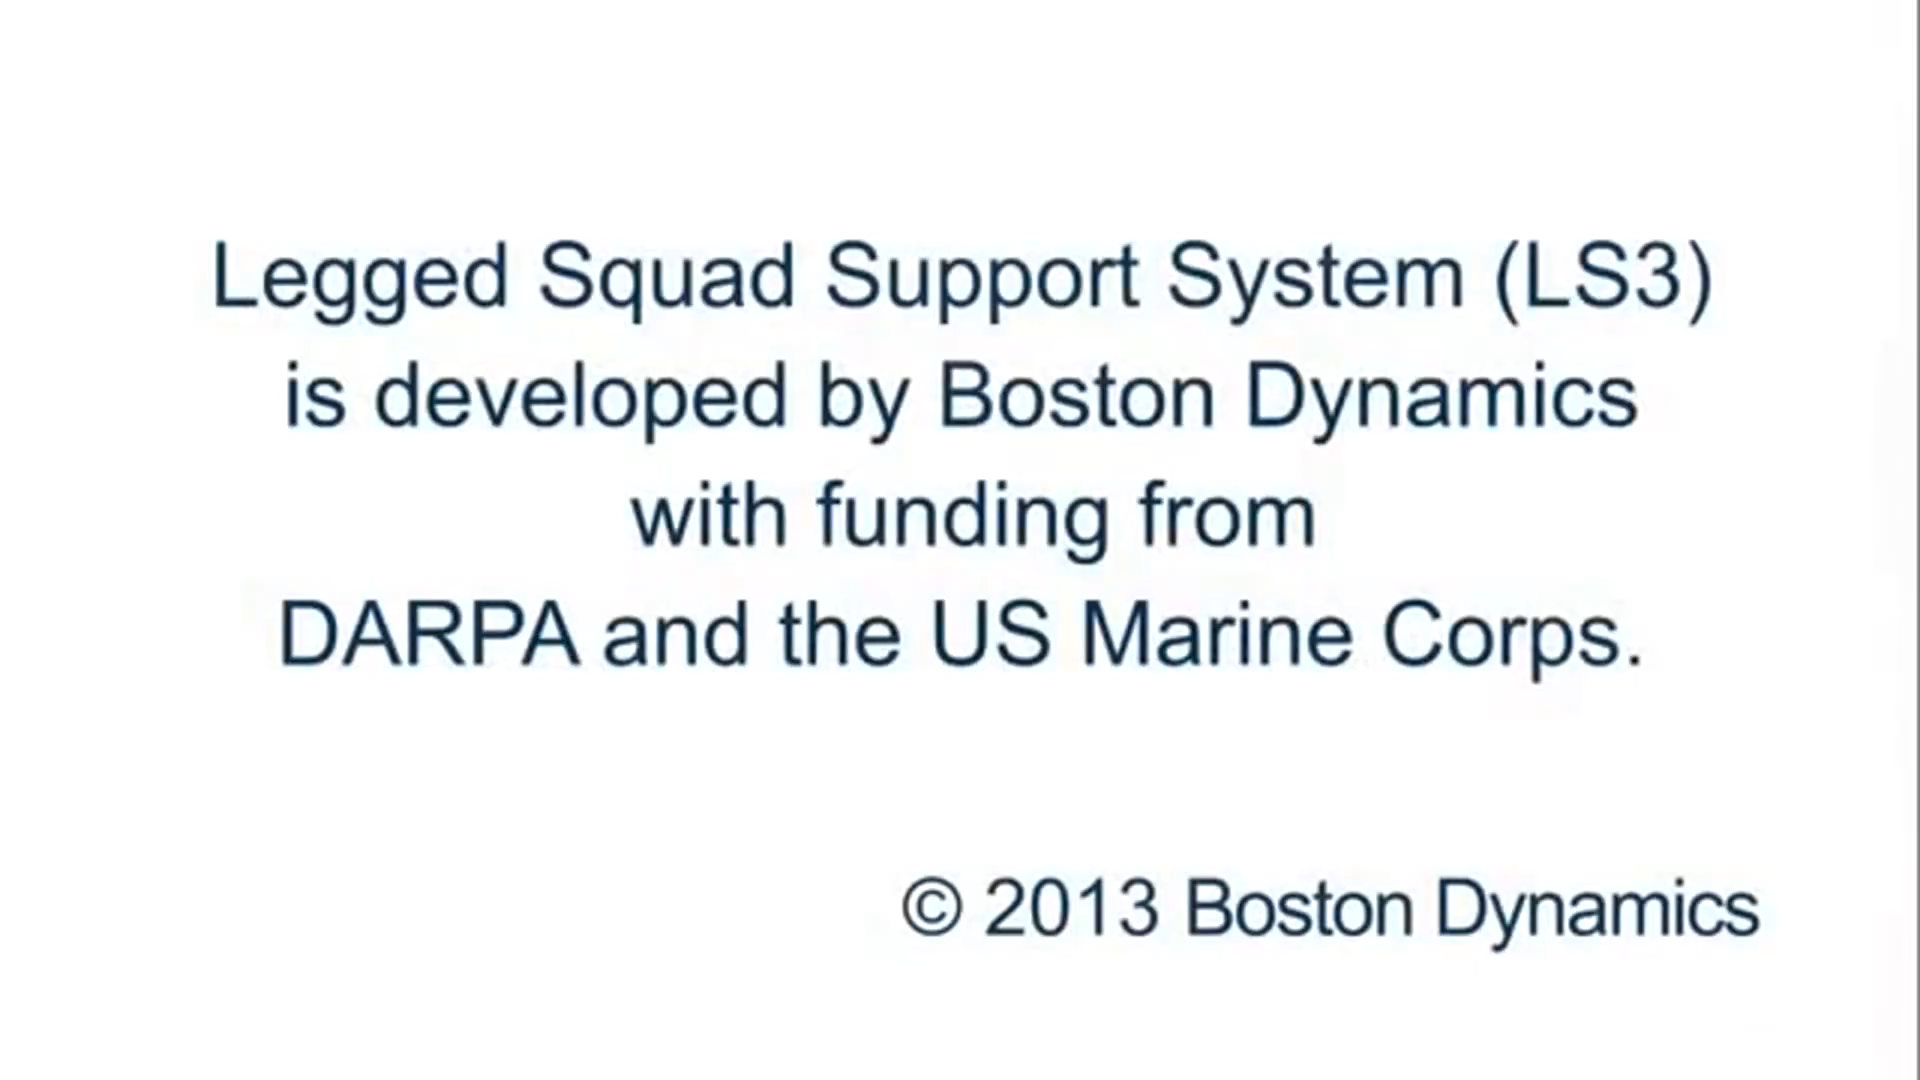 Legged Squad Support System (LS3)
is developed by Boston Dynamics
with funding from
DARPA and the US Marine Corps.
© 2013 Boston Dynamics